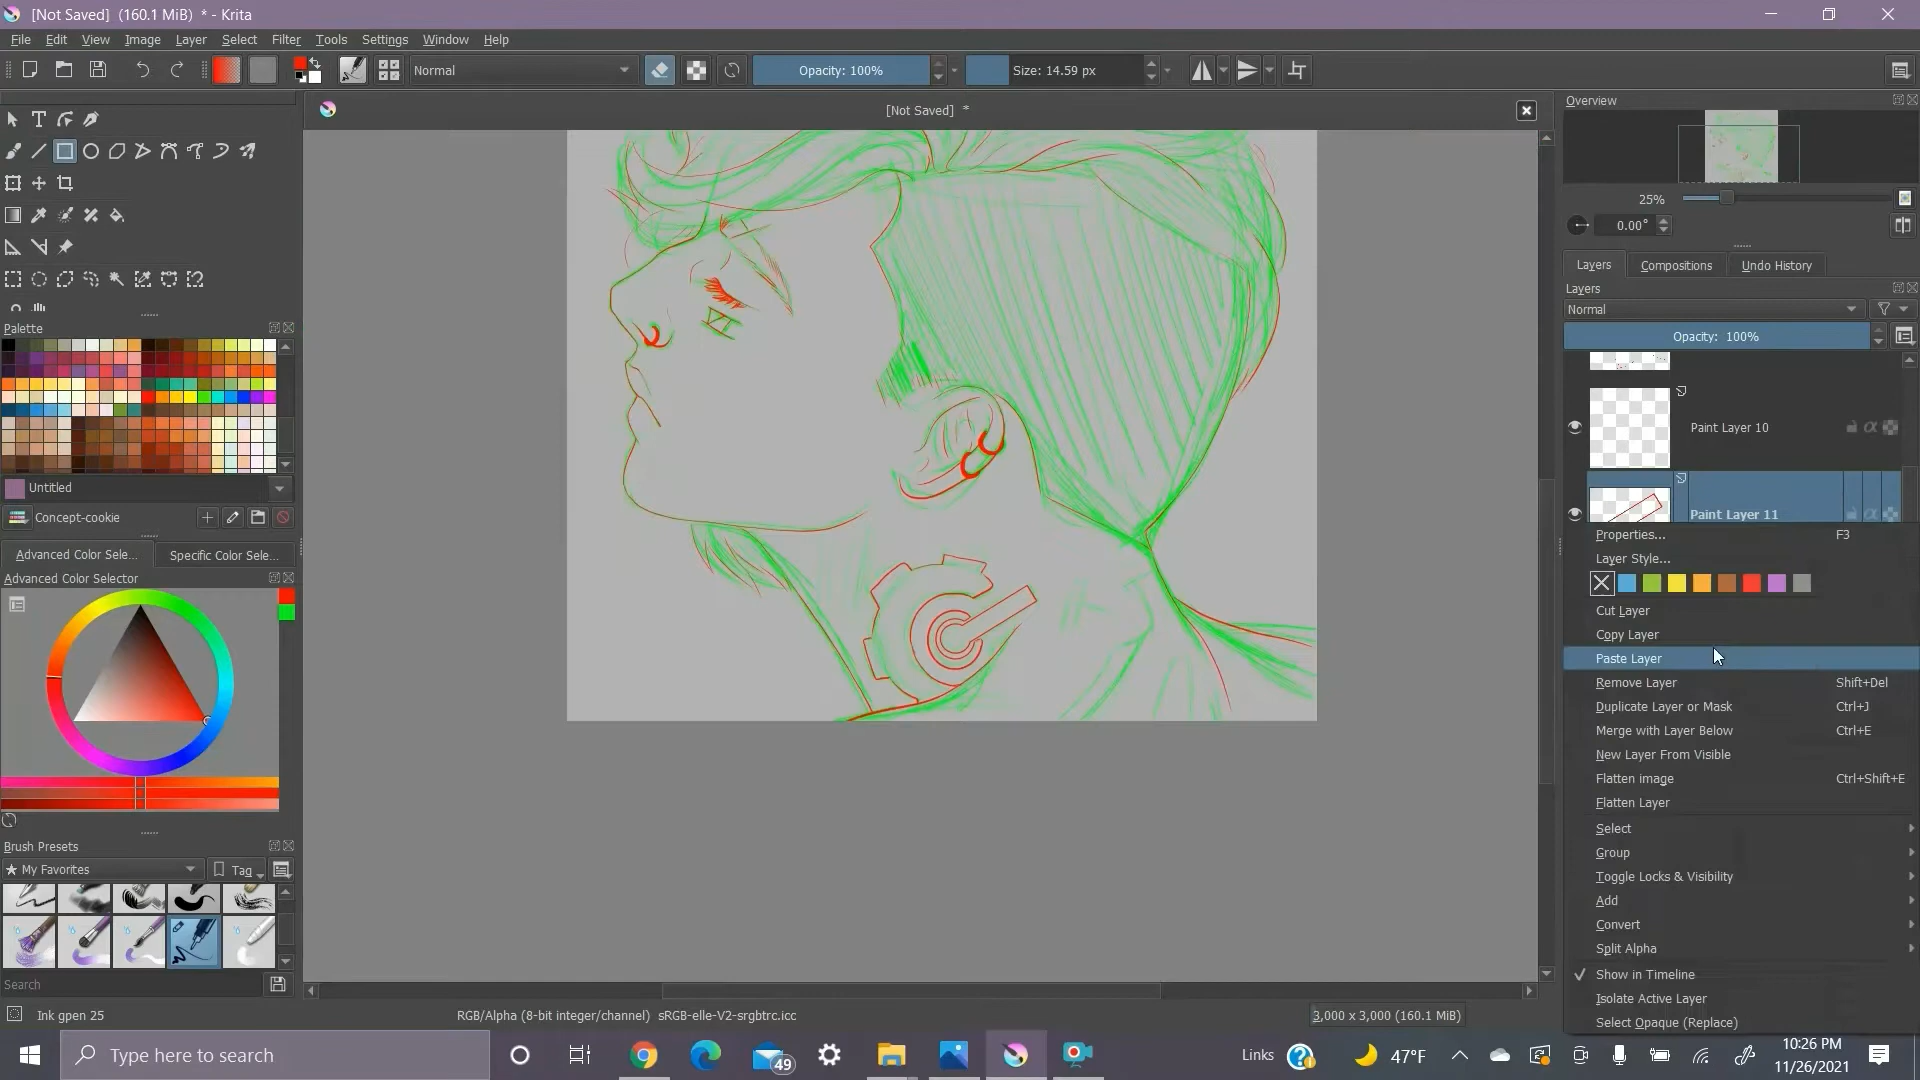 [Not Saved]  (160.1 MiB)  * - Krita
File Edit View Image Layer Select Filter Tools Settings Window Help
Normal Opacity: 100% Size: 14.59 px
[Not Saved]  *
Overview
25%
0.00°
Layers Compositions Undo History
Layers
Normal
Opacity:  100%
Paint Layer 10
Paint Layer 11
Properties... F3
Layer Style...
Cut Layer
Copy Layer
Paste Layer
Remove Layer Shift+Del
Duplicate Layer or Mask Ctrl+J
Merge with Layer Below Ctrl+E
New Layer From Visible
Flatten image Ctrl+Shift+E
Flatten Layer
Select
Group
Toggle Locks & Visibility
Add
Convert
Split Alpha
Show in Timeline
Isolate Active Layer
Select Opaque (Replace)
Palette
Untitled
Concept-cookie
Advanced Color Sele... Specific Color Sele...
Advanced Color Selector
Brush Presets
My Favorites Tag
Search
Ink gpen 25 RGB/Alpha (8-bit integer/channel)  sRGB-elle-V2-srgbtrc.icc 3,000 x 3,000 (160.1 MiB)
Type here to search 49 Links 47°F 10:26 PM
11/26/2021